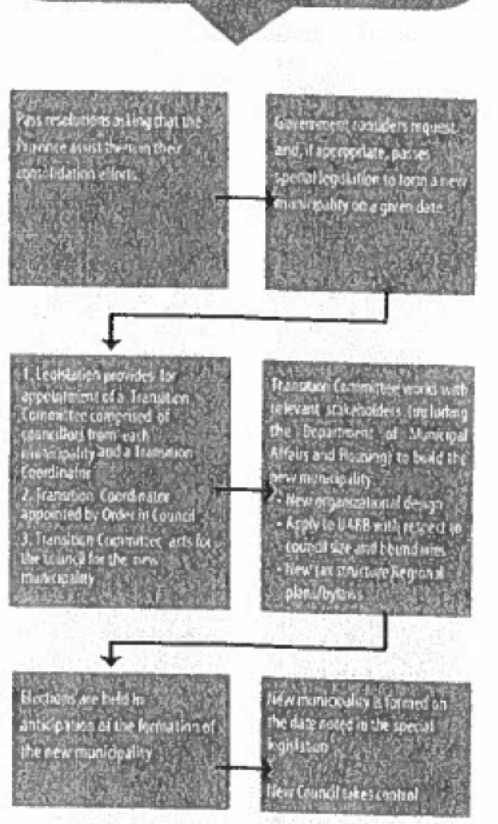 Pass resolutions asking that the
Province assist them in their
consolidation efforts.
Government considers request,
and, if appropriate, passes
special legislation to form a new
municipality on a given date
1. Legislation provides for
appointment of a Transition
Committee comprised of
councillors from each
municipality and a Transition
Coordinator
2. Transition Coordinator
appointed by Order in Council
3. Transition Committee acts for
the Council for the new
municipality
Transition Committee works with
relevant stakeholders (including
the Department of Municipal
Affairs and Housing) to build the
new municipality
• New organizational design
• Apply to UARB with respect to
council size and boundaries
• New tax structure Regional
plans/bylaws
Elections are held in
anticipation of the formation of
the new municipality
New municipality is formed on
the date noted in the special
legislation
New Council takes control